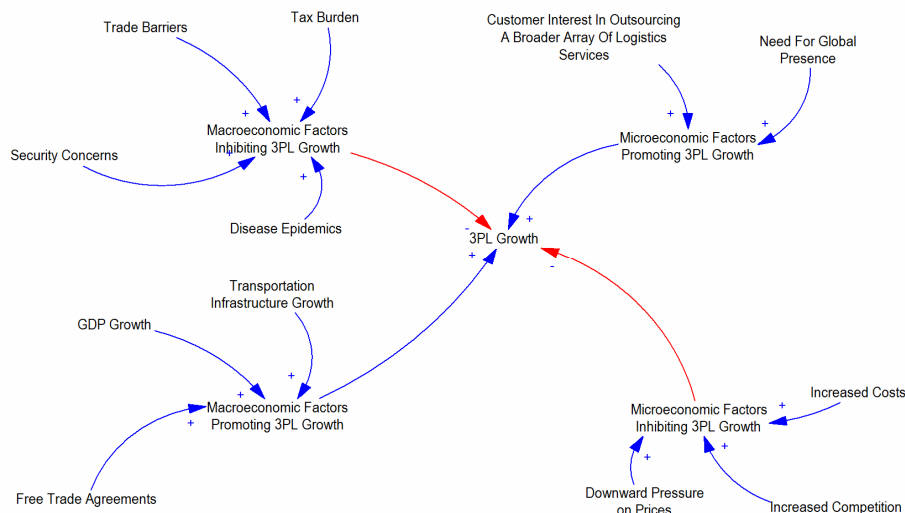 Tax Burden
Trade Barriers
Customer Interest In Outsourcing
A Broader Array Of Logistics
Services
Need For Global
Presence
+
+
+
+
Macroeconomic Factors
Inhibiting 3PL Growth
Microeconomic Factors
Promoting 3PL Growth
Security Concerns
+
+
Disease Epidemics
+
-
3PL Growth
+
-
Transportation
Infrastructure Growth
GDP Growth
+
+
+
Macroeconomic Factors
Promoting 3PL Growth
Increased Costs
+
Microeconomic Factors
Inhibiting 3PL Growth
+
+
Free Trade Agreements
Downward Pressure
on Prices
Increased Competition